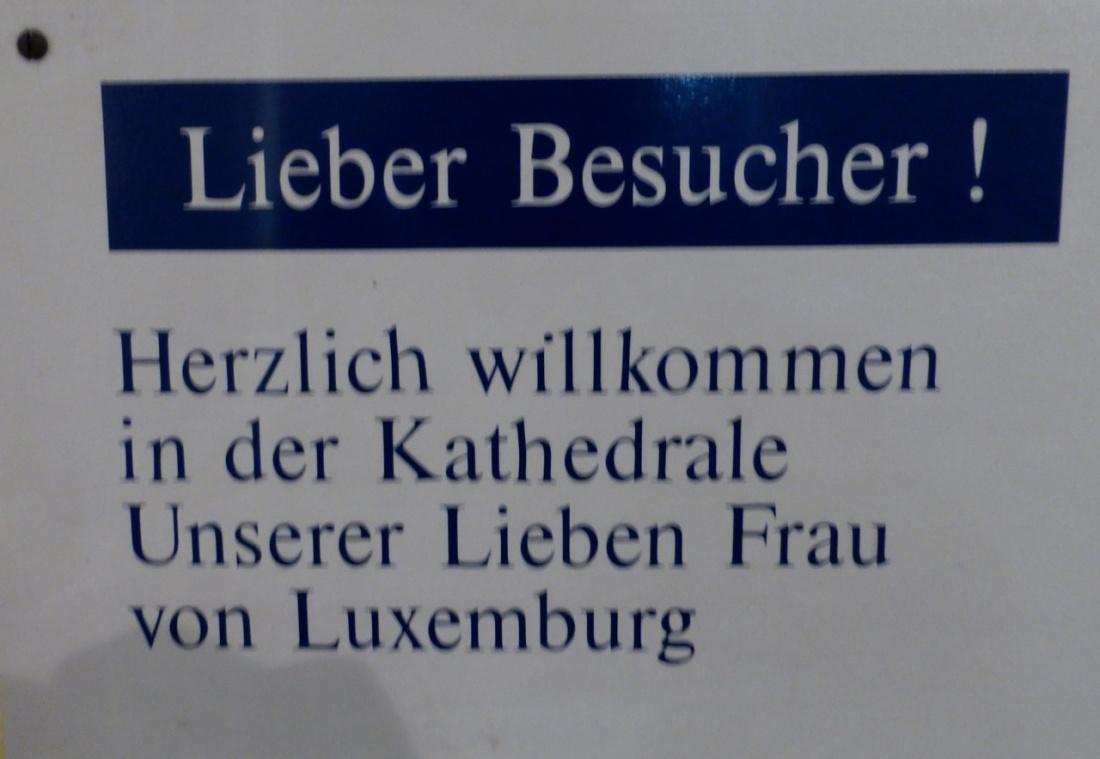 Lieber Besucher !
Herzlich willkommen
in der Kathedrale
Unserer Lieben Frau
von Luxemburg